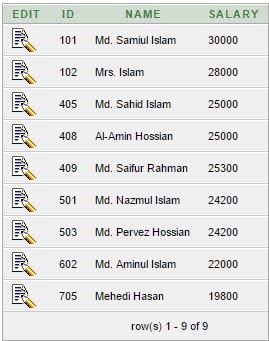 EDIT ID NAME SALARY
101 Md. Samiul Islam 30000
102 Mrs. Islam 28000
405 Md. Sahid Islam 25000
408 Al-Amin Hossian 25000
409 Md. Saifur Rahman 25300
501 Md. Nazmul Islam 24200
503 Md. Pervez Hossian 24200
602 Md. Aminul Islam 22000
705 Mehedi Hasan 19800
row(s) 1 - 9 of 9